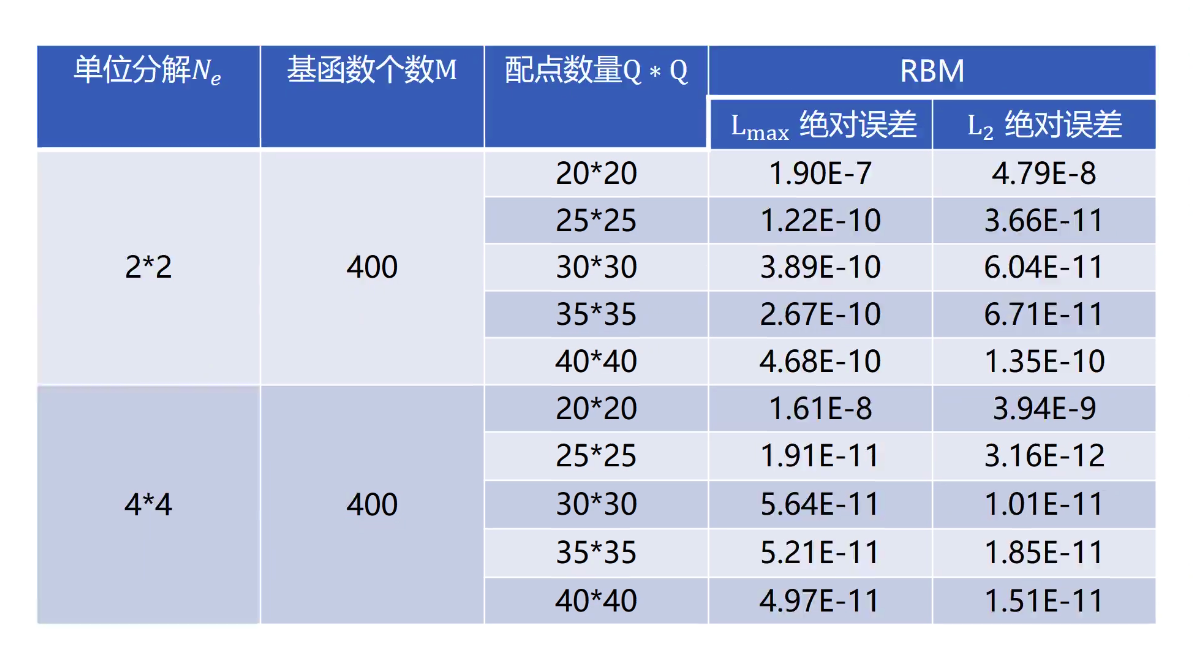 单位分解Nₑ 基函数个数M 配点数量Q * Q RBM
Lmax 绝对误差 L₂ 绝对误差
20*20 1.90E-7 4.79E-8
25*25 1.22E-10 3.66E-11
2*2 400 30*30 3.89E-10 6.04E-11
35*35 2.67E-10 6.71E-11
40*40 4.68E-10 1.35E-10
20*20 1.61E-8 3.94E-9
25*25 1.91E-11 3.16E-12
4*4 400 30*30 5.64E-11 1.01E-11
35*35 5.21E-11 1.85E-11
40*40 4.97E-11 1.51E-11